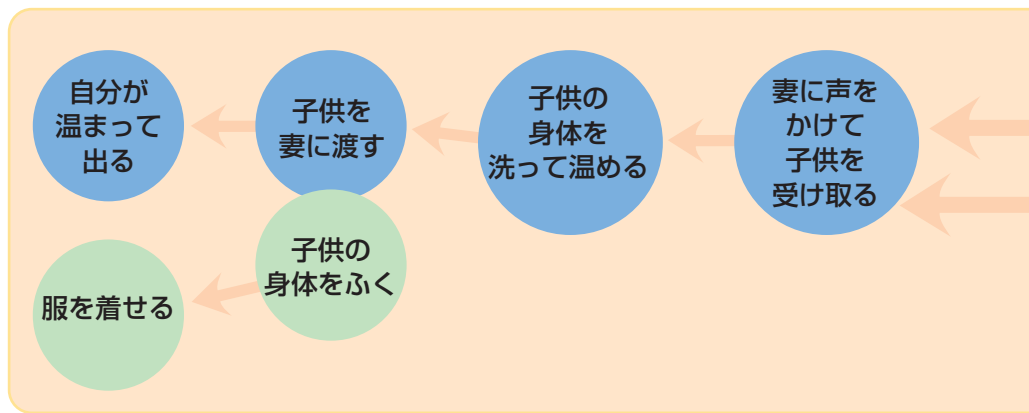 妻に声を
かけて
子供を
受け取る
子供の
身体を
洗って温める
子供を
妻に渡す
自分が
温まって
出る
子供の
身体をふく
服を着せる